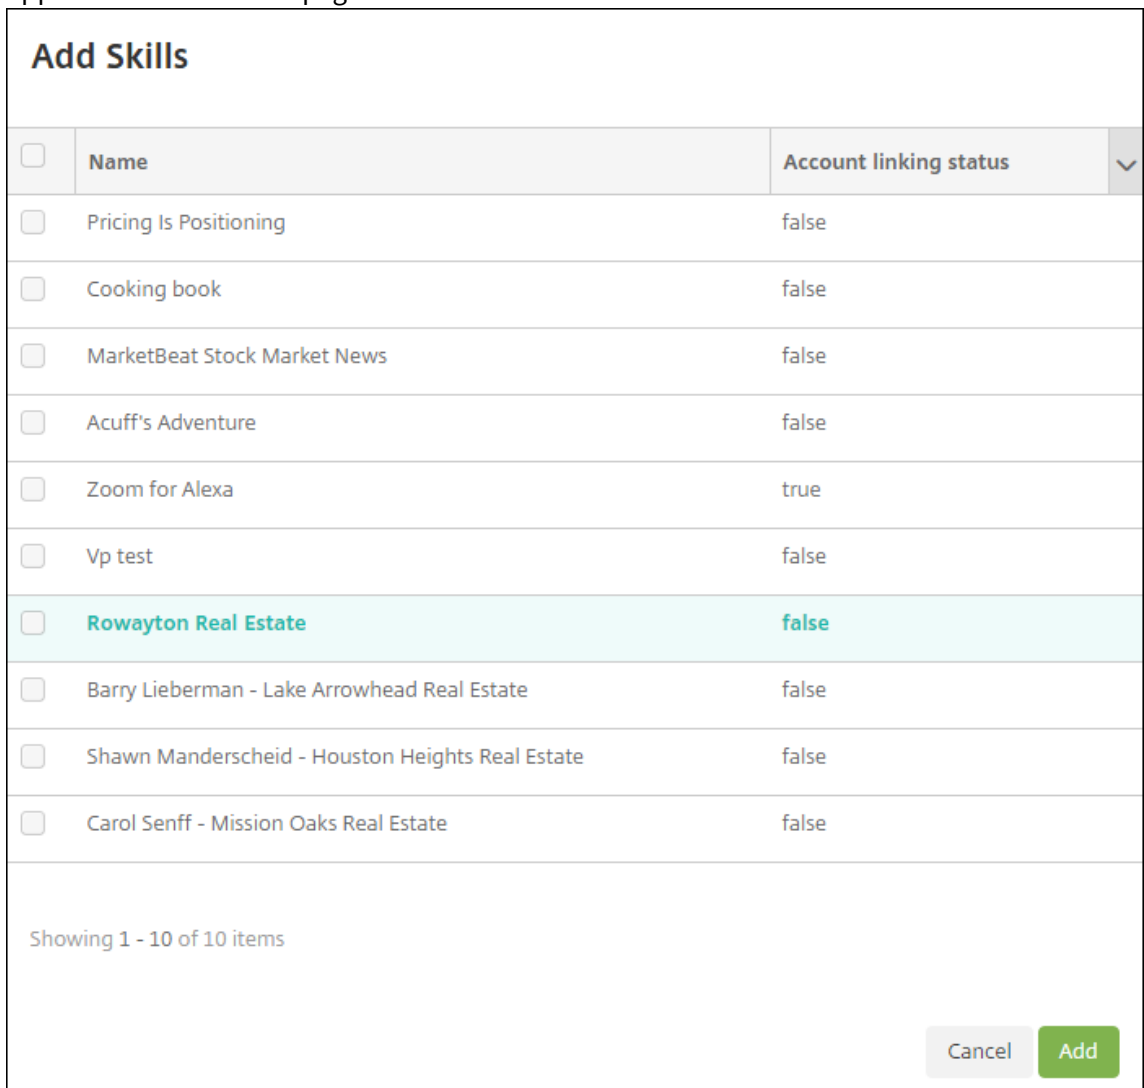 Add Skills
Name Account linking status
Pricing Is Positioning false
Cooking book false
MarketBeat Stock Market News false
Acuff's Adventure false
Zoom for Alexa true
Vp test false
Rowayton Real Estate false
Barry Lieberman - Lake Arrowhead Real Estate false
Shawn Manderscheid - Houston Heights Real Estate false
Carol Senff - Mission Oaks Real Estate false
Showing 1 - 10 of 10 items
Cancel Add